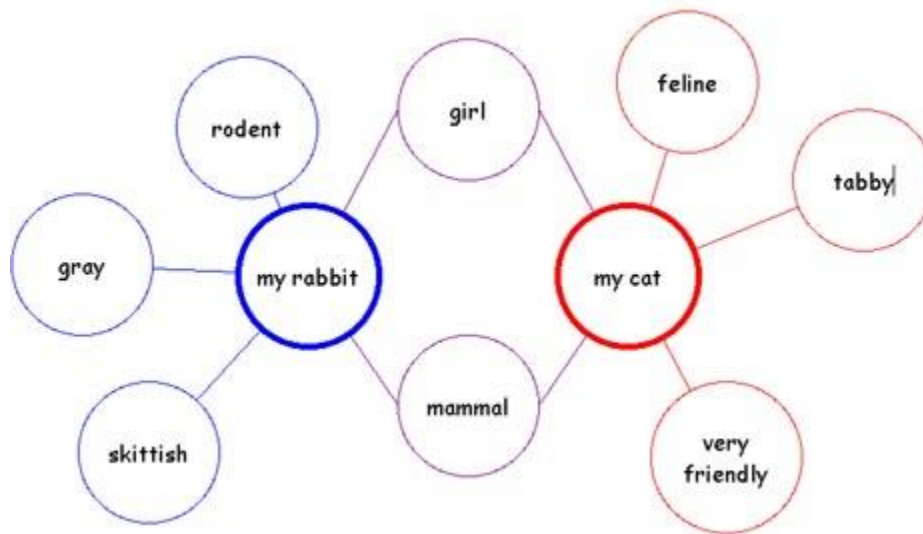 feline
girl
rodent
tabby
gray
my rabbit
my cat
mammal
skittish
very
friendly